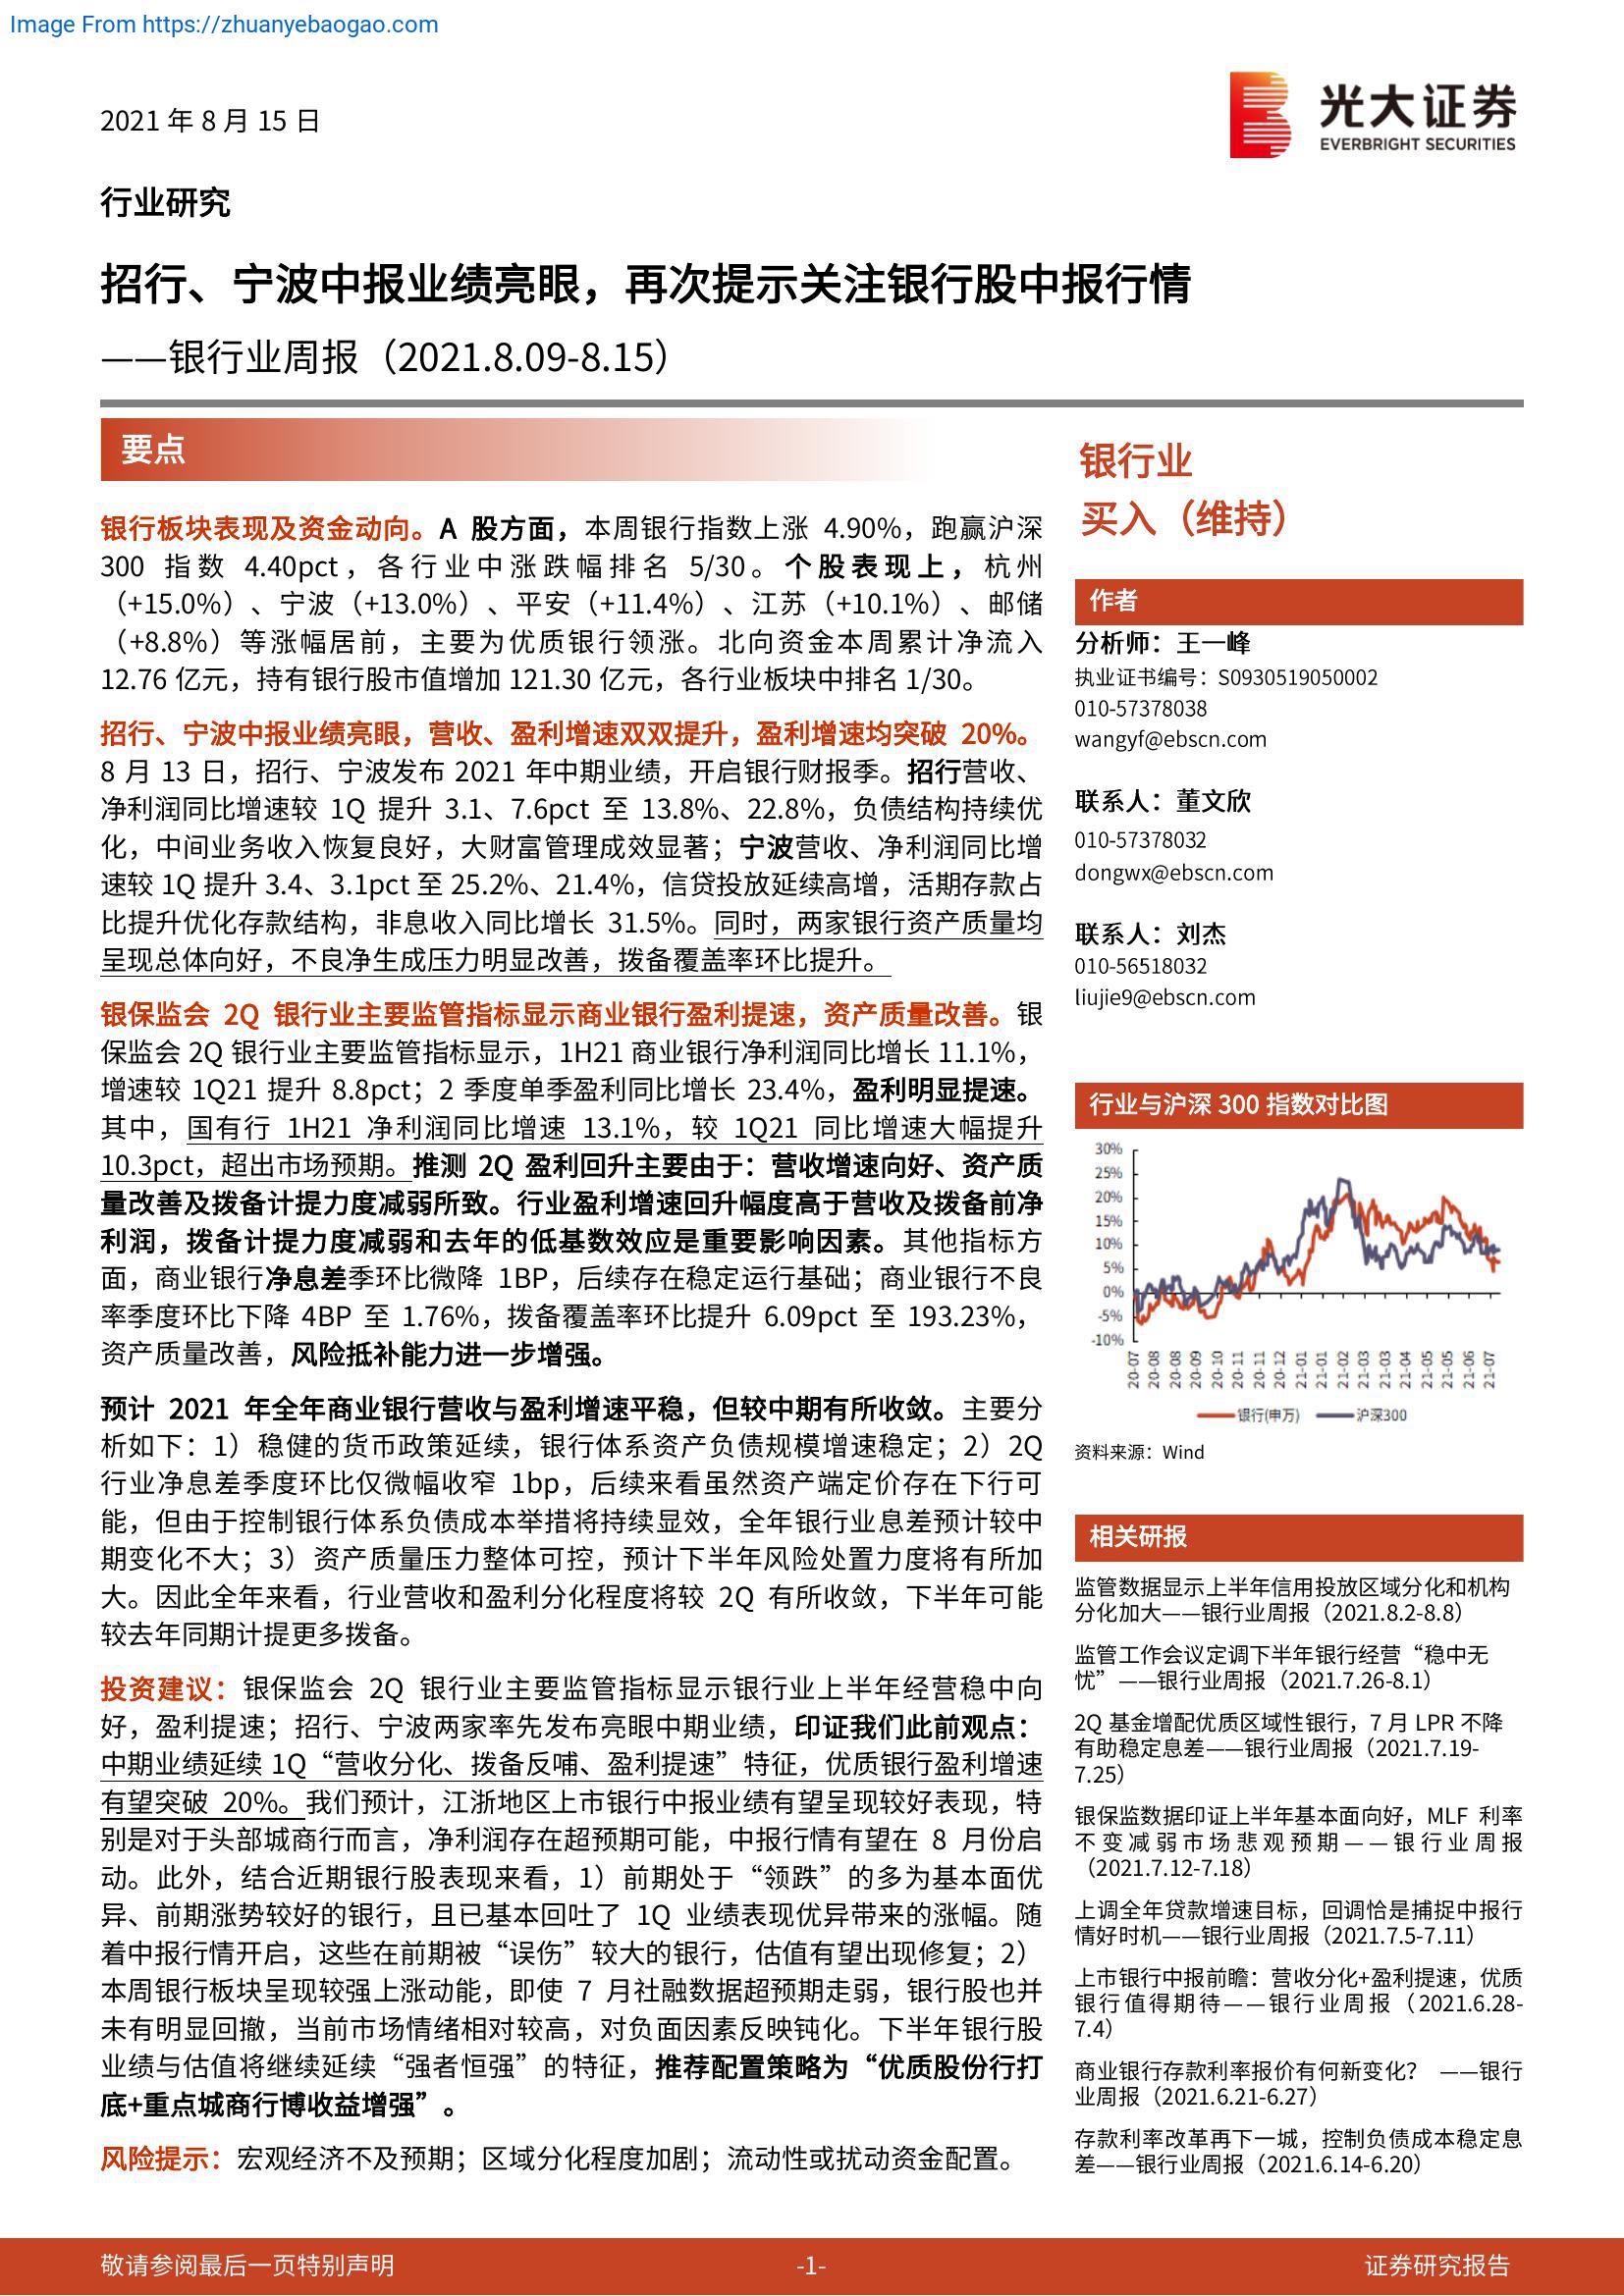 Image From https://zhuanyebaogao.com
2021 年 8 月 15 日
光大证券
EVERBRIGHT SECURITIES
行业研究
招行、宁波中报业绩亮眼，再次提示关注银行股中报行情
——银行业周报（2021.8.09-8.15）
要点
银行板块表现及资金动向。A 股方面，本周银行指数上涨 4.90%，跑赢沪深
300 指数 4.40pct，各行业中涨跌幅排名 5/30。个股表现上，杭州
（+15.0%）、宁波（+13.0%）、平安（+11.4%）、江苏（+10.1%）、邮储
（+8.8%）等涨幅居前，主要为优质银行领涨。北向资金本周累计净流入
12.76 亿元，持有银行股市值增加 121.30 亿元，各行业板块中排名 1/30。
招行、宁波中报业绩亮眼，营收、盈利增速双双提升，盈利增速均突破 20%。
8 月 13 日，招行、宁波发布 2021 年中期业绩，开启银行财报季。招行营收、
净利润同比增速较 1Q 提升 3.1、7.6pct 至 13.8%、22.8%，负债结构持续优
化，中间业务收入恢复良好，大财富管理成效显著；宁波营收、净利润同比增
速较 1Q 提升 3.4、3.1pct 至 25.2%、21.4%，信贷投放延续高增，活期存款占
比提升优化存款结构，非息收入同比增长 31.5%。同时，两家银行资产质量均
呈现总体向好，不良净生成压力明显改善，拨备覆盖率环比提升。
银保监会 2Q 银行业主要监管指标显示商业银行盈利提速，资产质量改善。银
保监会 2Q 银行业主要监管指标显示，1H21 商业银行净利润同比增长 11.1%，
增速较 1Q21 提升 8.8pct；2 季度单季盈利同比增长 23.4%，盈利明显提速。
其中，国有行 1H21 净利润同比增速 13.1%，较 1Q21 同比增速大幅提升
10.3pct，超出市场预期。推测 2Q 盈利回升主要由于：营收增速向好、资产质
量改善及拨备计提力度减弱所致。行业盈利增速回升幅度高于营收及拨备前净
利润，拨备计提力度减弱和去年的低基数效应是重要影响因素。其他指标方
面，商业银行净息差季环比微降 1BP，后续存在稳定运行基础；商业银行不良
率季度环比下降 4BP 至 1.76%，拨备覆盖率环比提升 6.09pct 至 193.23%，
资产质量改善，风险抵补能力进一步增强。
预计 2021 年全年商业银行营收与盈利增速平稳，但较中期有所收敛。主要分
析如下：1）稳健的货币政策延续，银行体系资产负债规模增速稳定；2）2Q
行业净息差季度环比仅微幅收窄 1bp，后续来看虽然资产端定价存在下行可
能，但由于控制银行体系负债成本举措将持续显效，全年银行业息差预计较中
期变化不大；3）资产质量压力整体可控，预计下半年风险处置力度将有所加
大。因此全年来看，行业营收和盈利分化程度将较 2Q 有所收敛，下半年可能
较去年同期计提更多拨备。
投资建议：银保监会 2Q 银行业主要监管指标显示银行业上半年经营稳中向
好，盈利提速；招行、宁波两家率先发布亮眼中期业绩，印证我们此前观点：
中期业绩延续 1Q“营收分化、拨备反哺、盈利提速”特征，优质银行盈利增速
有望突破 20%。我们预计，江浙地区上市银行中报业绩有望呈现较好表现，特
别是对于头部城商行而言，净利润存在超预期可能，中报行情有望在 8 月份启
动。此外，结合近期银行股表现来看，1）前期处于“领跌”的多为基本面优
异、前期涨势较好的银行，且已基本回吐了 1Q 业绩表现优异带来的涨幅。随
着中报行情开启，这些在前期被“误伤”较大的银行，估值有望出现修复；2）
本周银行板块呈现较强上涨动能，即使 7 月社融数据超预期走弱，银行股也并
未有明显回撤，当前市场情绪相对较高，对负面因素反映钝化。下半年银行股
业绩与估值将继续延续“强者恒强”的特征，推荐配置策略为“优质股份行打
底+重点城商行博收益增强”。
风险提示：宏观经济不及预期；区域分化程度加剧；流动性或扰动资金配置。
银行业
买入（维持）
作者
分析师：王一峰
执业证书编号：S0930519050002
010-57378038
wangyf@ebscn.com
联系人：董文欣
010-57378032
dongwx@ebscn.com
联系人：刘杰
010-56518032
liujie9@ebscn.com
行业与沪深 300 指数对比图
30%
25%
20%
15%
10%
5%
0%
-5%
-10%
20-07 20-08 20-08 20-09 20-10 20-11 20-11 20-12 21-01 21-01 21-02 21-03 21-03 21-04 21-05 21-05 21-06 21-07
银行(申万) 沪深300
资料来源：Wind
相关研报
监管数据显示上半年信用投放区域分化和机构
分化加大——银行业周报（2021.8.2-8.8）
监管工作会议定调下半年银行经营“稳中无
忧”——银行业周报（2021.7.26-8.1）
2Q 基金增配优质区域性银行，7 月 LPR 不降
有助稳定息差——银行业周报（2021.7.19-
7.25）
银保监数据印证上半年基本面向好，MLF 利率
不变减弱市场悲观预期——银行业周报
（2021.7.12-7.18）
上调全年贷款增速目标，回调恰是捕捉中报行
情好时机——银行业周报（2021.7.5-7.11）
上市银行中报前瞻：营收分化+盈利提速，优质
银行值得期待——银行业周报（2021.6.28-
7.4）
商业银行存款利率报价有何新变化？ ——银行
业周报（2021.6.21-6.27）
存款利率改革再下一城，控制负债成本稳定息
差——银行业周报（2021.6.14-6.20）
敬请参阅最后一页特别声明
-1-
证券研究报告